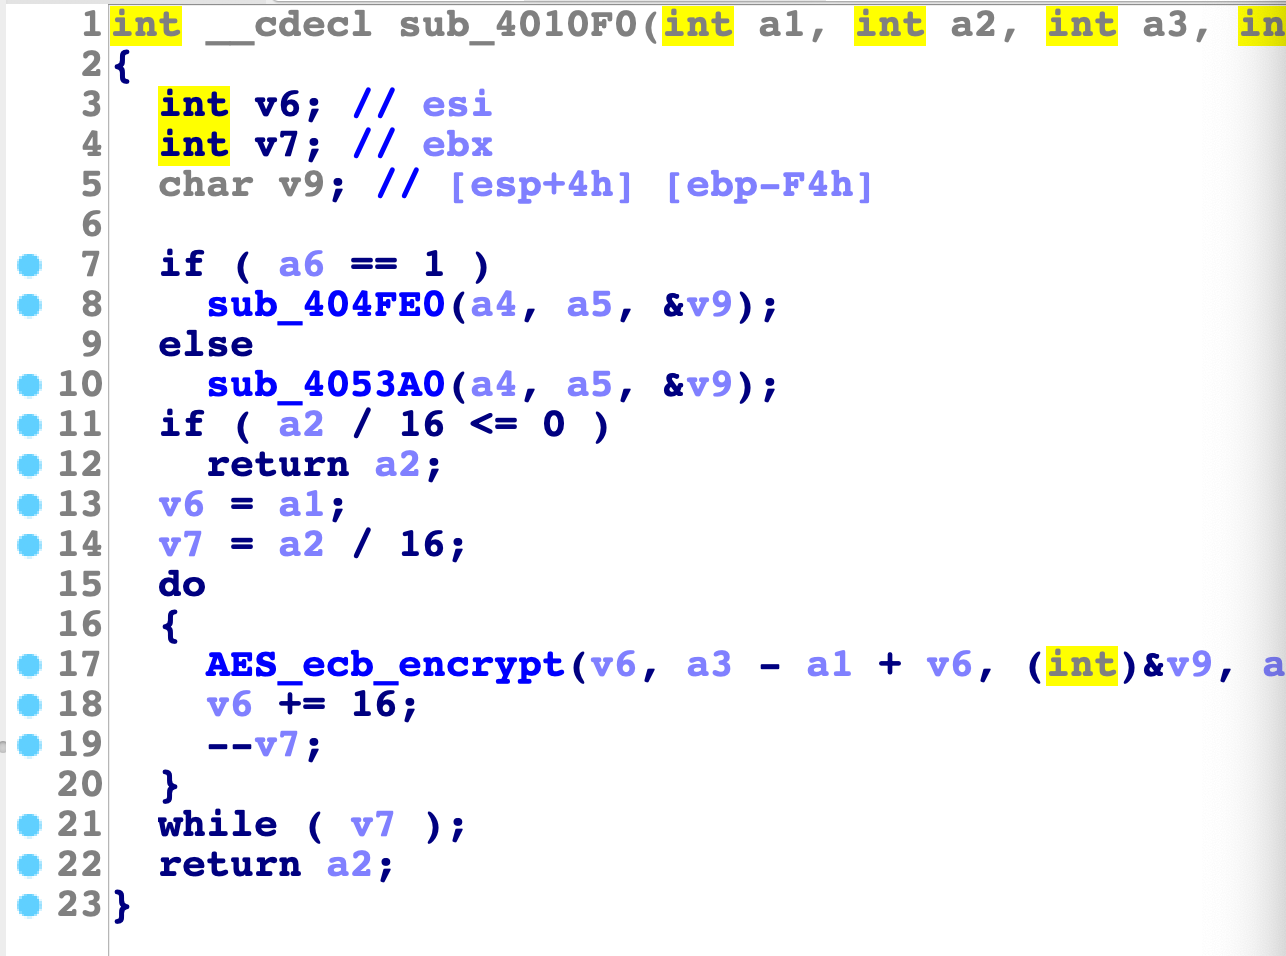 1 int __cdecl sub_4010F0(int a1, int a2, int a3, in
2 {
3 int v6; // esi
4 int v7; // ebx
5 char v9; // [esp+4h] [ebp-F4h]
6
7 if ( a6 == 1 )
8 sub_404FE0(a4, a5, &v9);
9 else
10 sub_4053A0(a4, a5, &v9);
11 if ( a2 / 16 <= 0 )
12 return a2;
13 v6 = a1;
14 v7 = a2 / 16;
15 do
16 {
17 AES_ecb_encrypt(v6, a3 - a1 + v6, (int)&v9, a
18 v6 += 16;
19 --v7;
20 }
21 while ( v7 );
22 return a2;
23 }